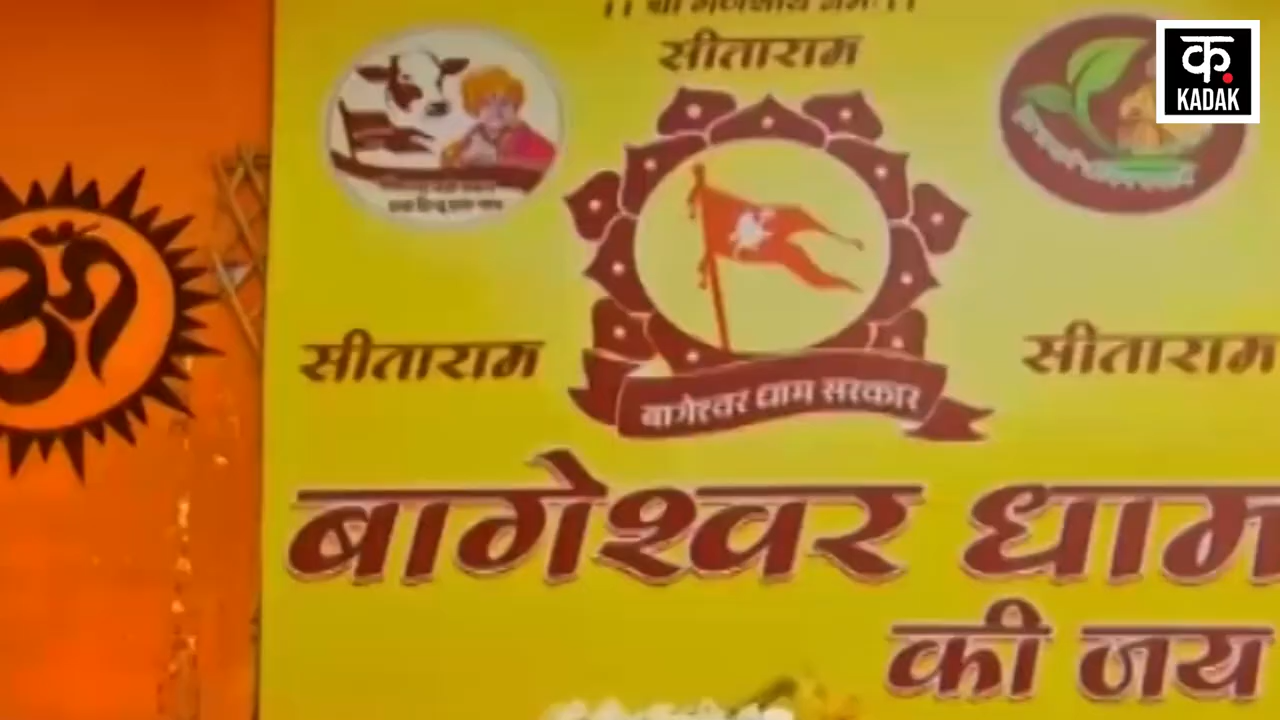 सीताराम
क.
KADAK
सीताराम
सीताराम
बागेश्वर धाम सरकार
बागेश्वर धाम
की जय
ॐ